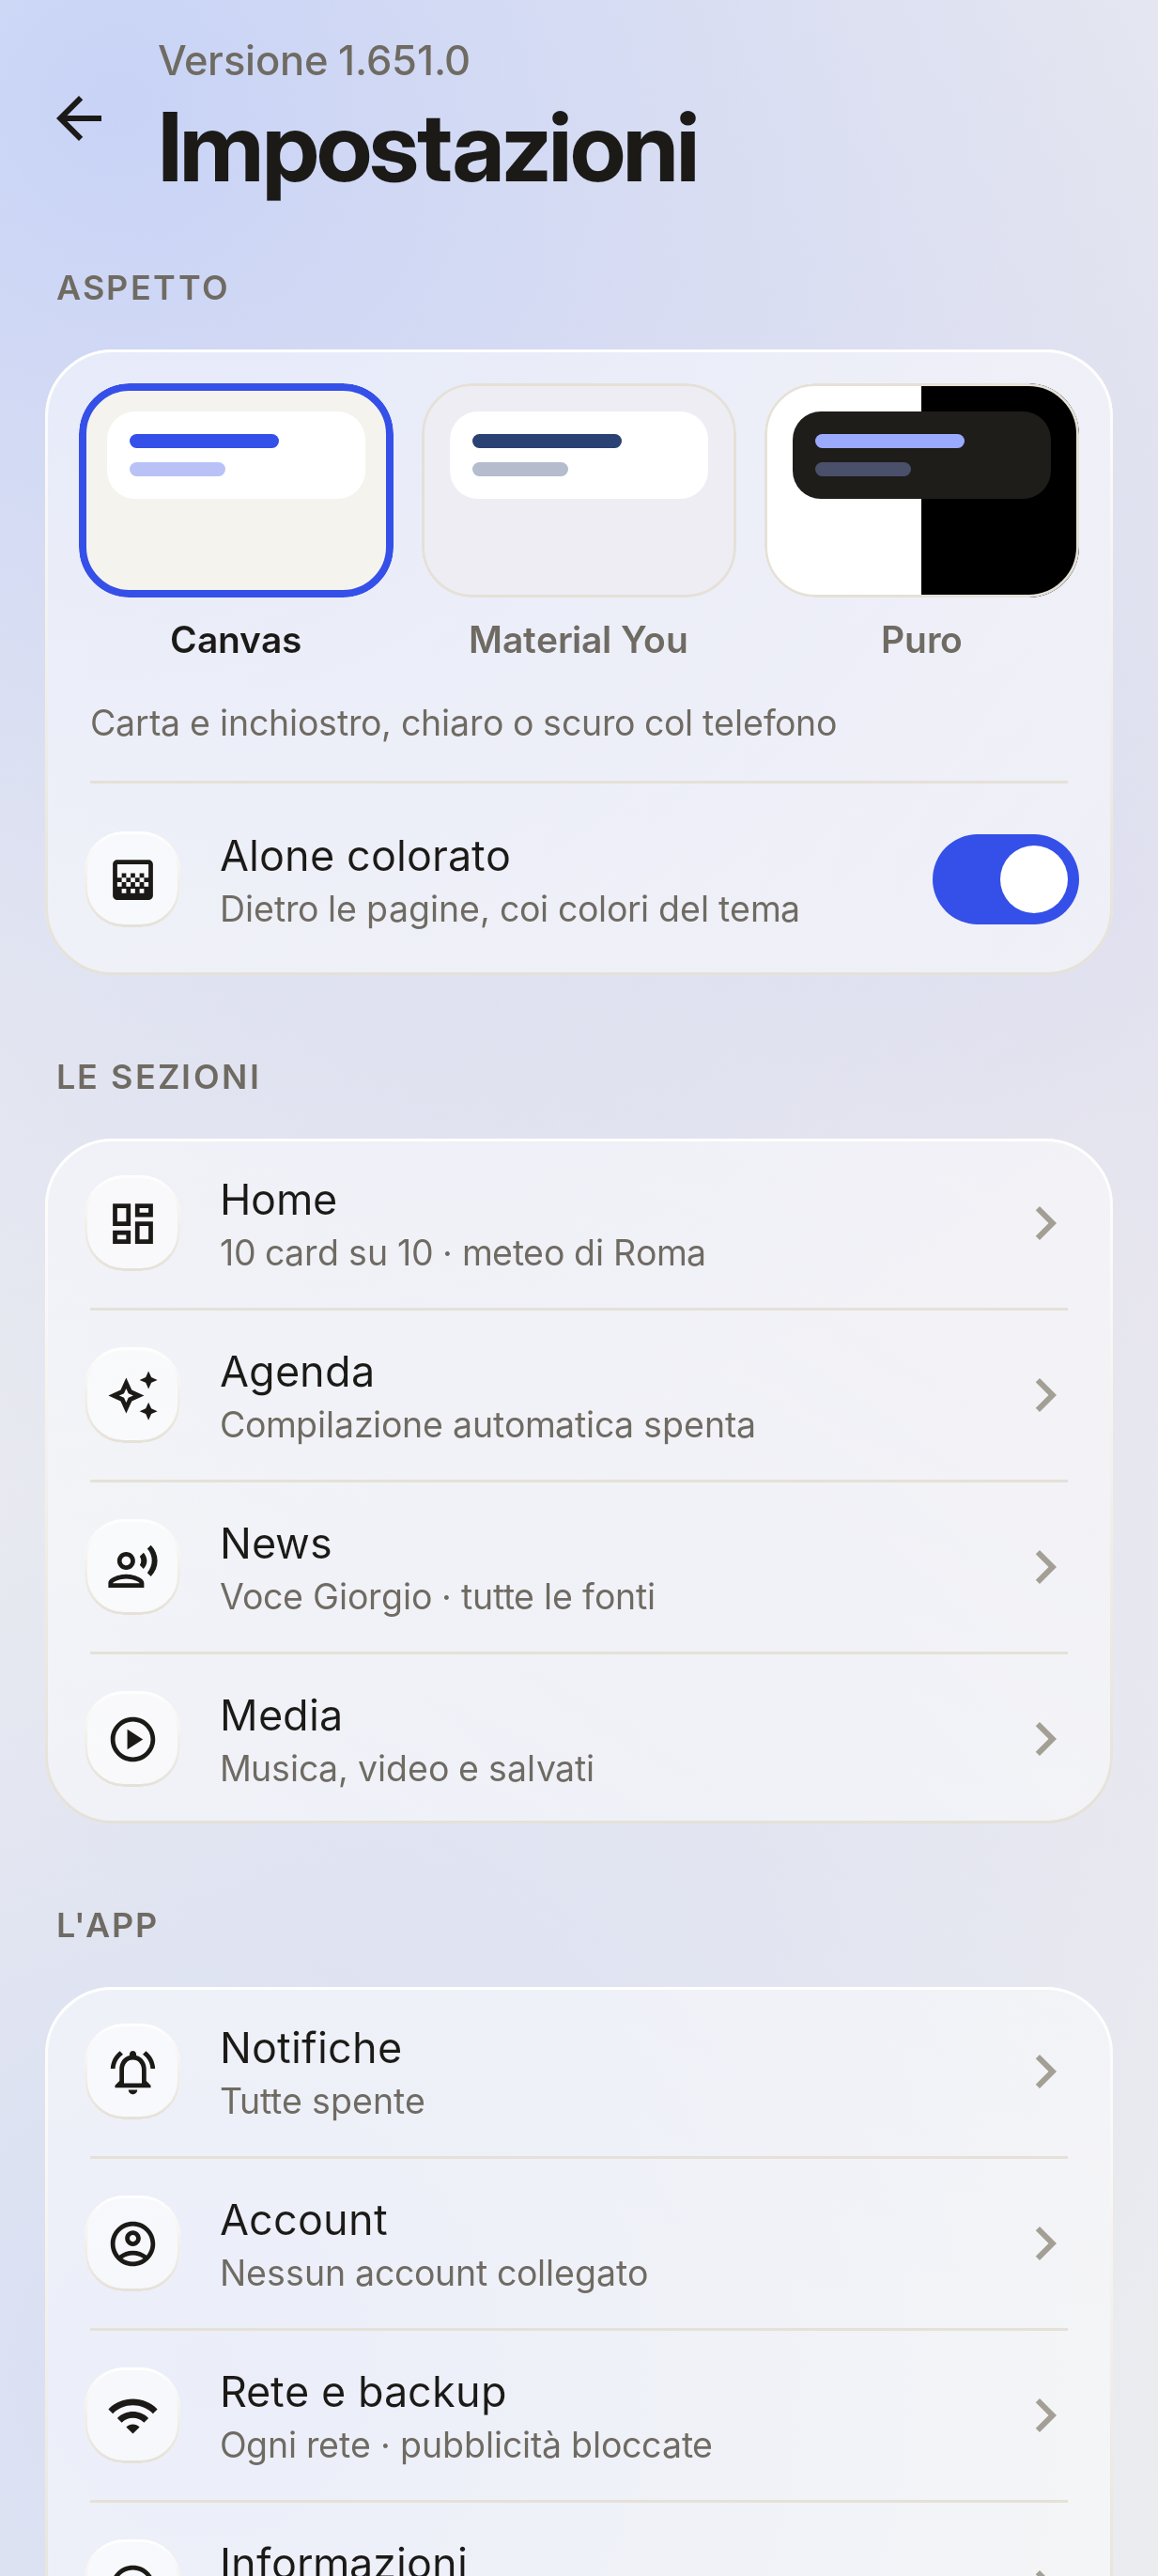 Versione 1.651.0
Impostazioni
ASPETTO
Canvas
Material You
Puro
Carta e inchiostro, chiaro o scuro col telefono
Alone colorato
Dietro le pagine, coi colori del tema
LE SEZIONI
Home
10 card su 10 · meteo di Roma
Agenda
Compilazione automatica spenta
News
Voce Giorgio · tutte le fonti
Media
Musica, video e salvati
L'APP
Notifiche
Tutte spente
Account
Nessun account collegato
Rete e backup
Ogni rete · pubblicità bloccate
Informazioni